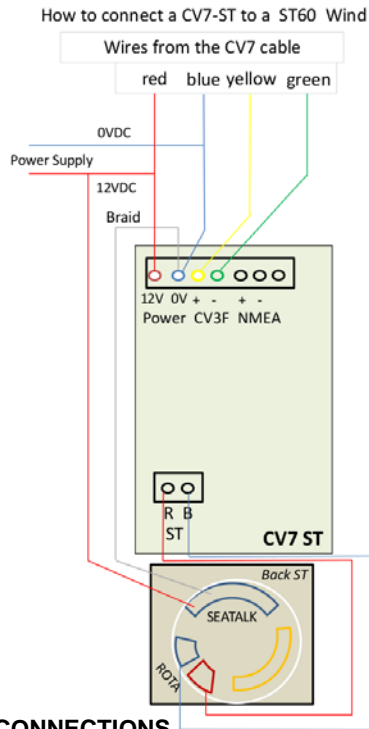 How to connect a CV7-ST to a ST60 Wind
Wires from the CV7 cable
red blue yellow green
0VDC
Power Supply
12VDC
Braid
12V 0V + - + -
Power CV3F NMEA
R B
ST
CV7 ST
Back ST
SEATALK
ROTA
CONNECTIONS